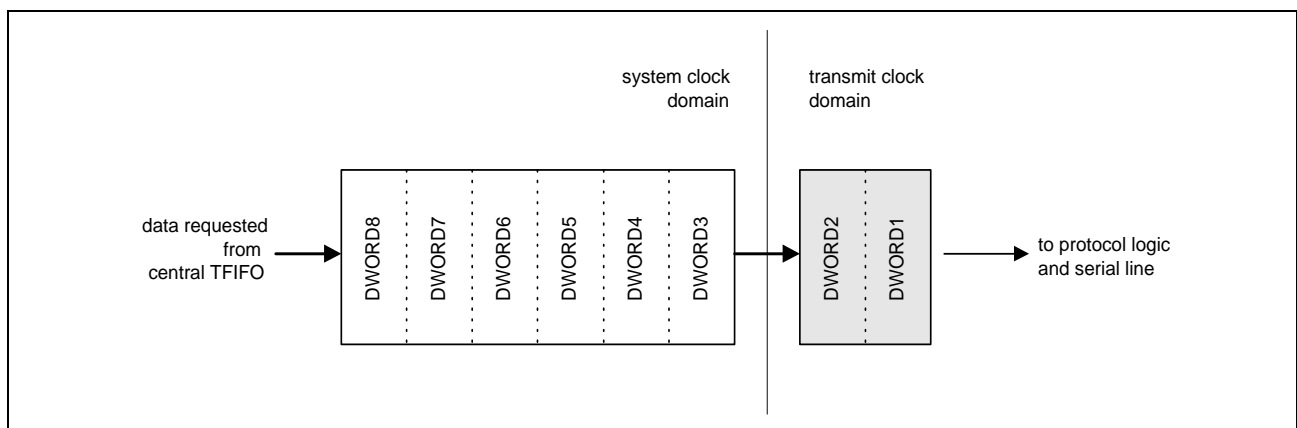 system clock
domain
transmit clock
domain
data requested
from
central TFIFO
DWORD8
DWORD7
DWORD6
DWORD5
DWORD4
DWORD3
DWORD2
DWORD1
to protocol logic
and serial line